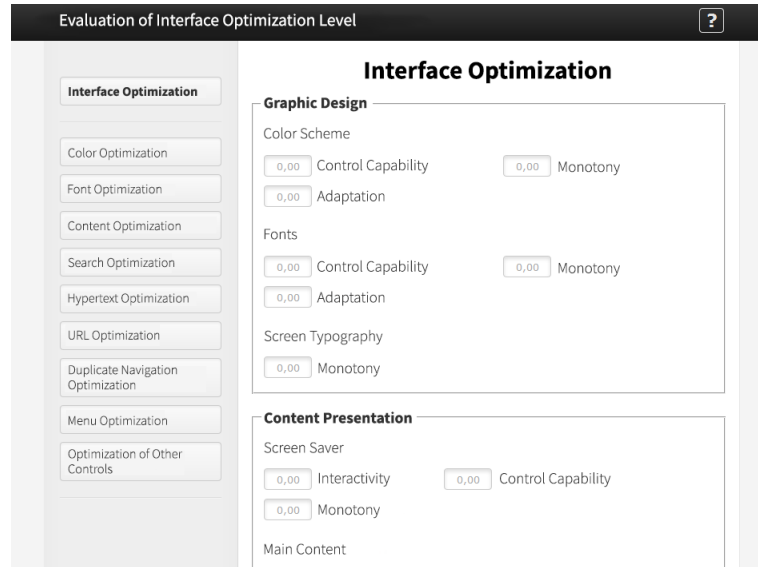 Evaluation of Interface Optimization Level
?
Interface Optimization
Color Optimization
Font Optimization
Content Optimization
Search Optimization
Hypertext Optimization
URL Optimization
Duplicate Navigation
Optimization
Menu Optimization
Optimization of Other
Controls
Interface Optimization
Graphic Design
Color Scheme
0,00 Control Capability 0,00 Monotony
0,00 Adaptation
Fonts
0,00 Control Capability 0,00 Monotony
0,00 Adaptation
Screen Typography
0,00 Monotony
Content Presentation
Screen Saver
0,00 Interactivity 0,00 Control Capability
0,00 Monotony
Main Content